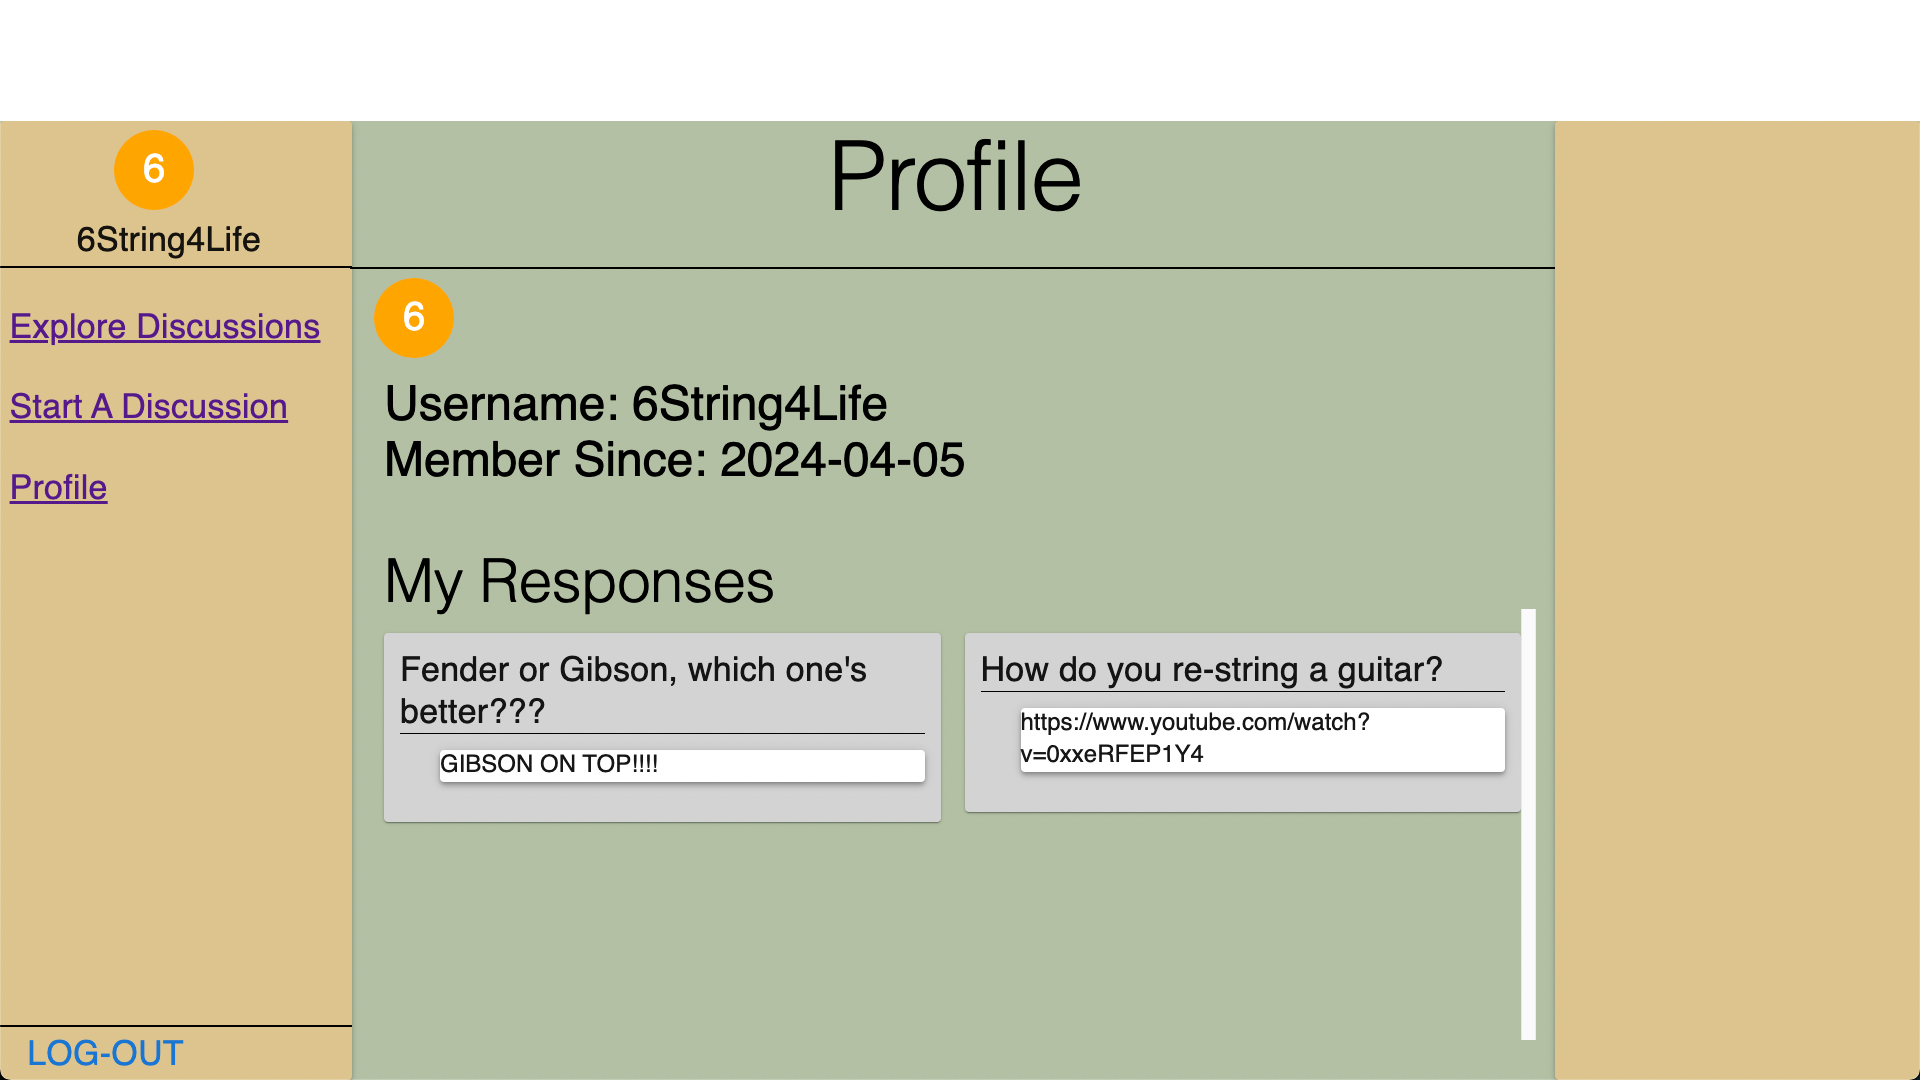 6
6String4Life
Explore Discussions
Start A Discussion
Profile
LOG-OUT
Profile
6
Username: 6String4Life
Member Since: 2024-04-05
My Responses
Fender or Gibson, which one's
better???
GIBSON ON TOP!!!!
How do you re-string a guitar?
https://www.youtube.com/watch?
v=0xxeRFEP1Y4